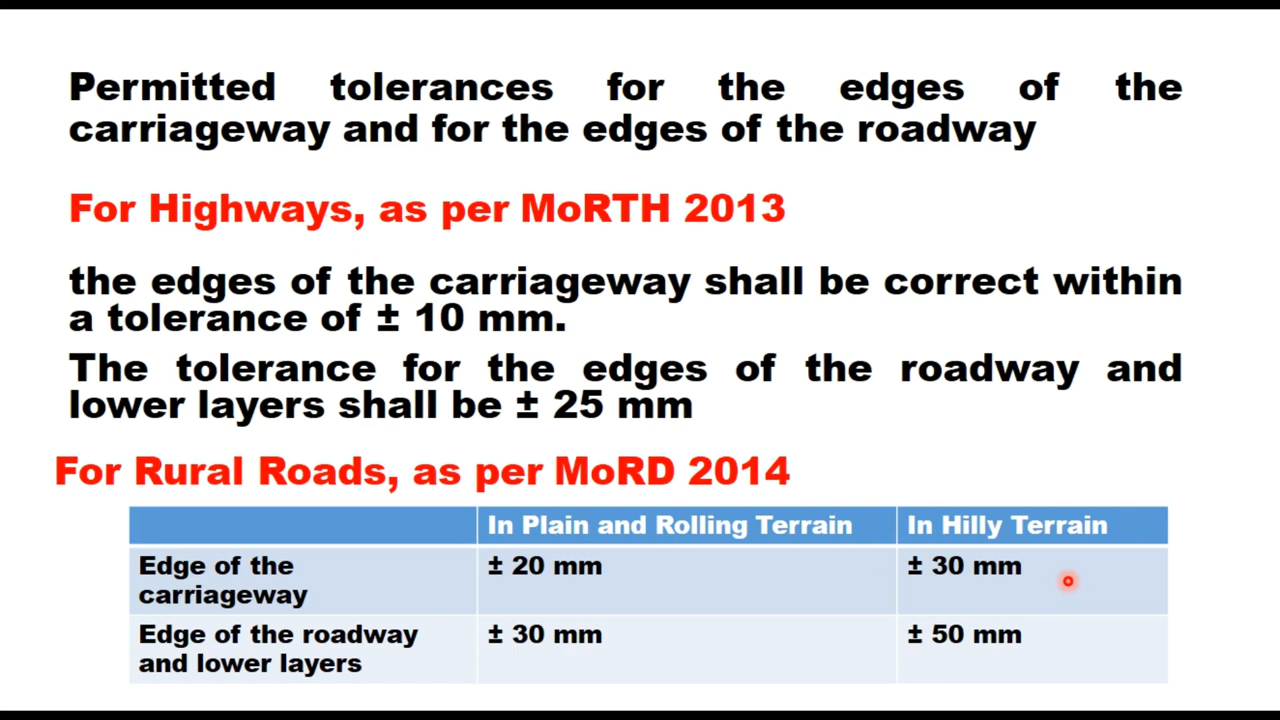 Permitted tolerances for the edges of the
carriageway and for the edges of the roadway
For Highways, as per MoRTH 2013
the edges of the carriageway shall be correct within
a tolerance of ± 10 mm.
The tolerance for the edges of the roadway and
lower layers shall be ± 25 mm
For Rural Roads, as per MoRD 2014
In Plain and Rolling Terrain In Hilly Terrain
Edge of the
carriageway ± 20 mm ± 30 mm
Edge of the roadway
and lower layers ± 30 mm ± 50 mm